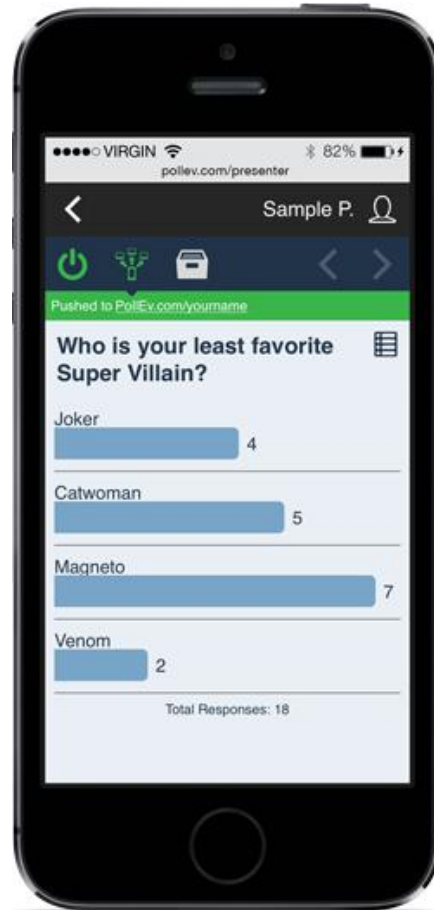 VIRGIN 82%
pollev.com/presenter
Sample P.
Pushed to PollEv.com/yourname
Who is your least favorite
Super Villain?
Joker
4
Catwoman
5
Magneto
7
Venom
2
Total Responses: 18